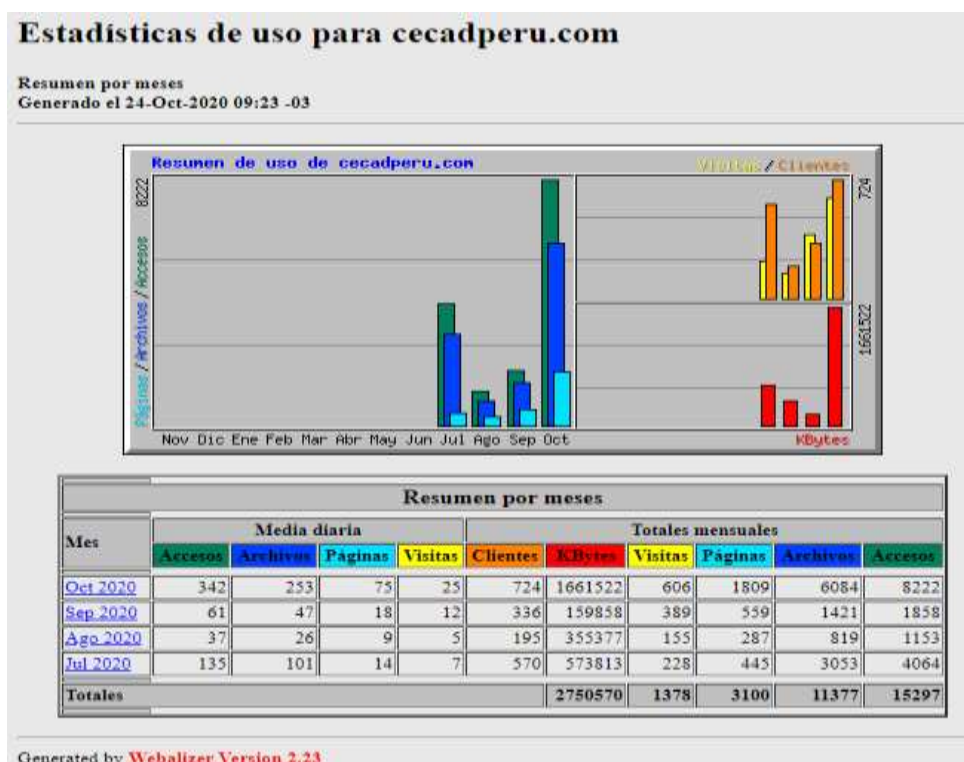 Estadísticas de uso para cecadperu.com
Resumen por meses
Generado el 24-Oct-2020 09:23 -03
Resumen de uso de cecadperu.com
Visitas / Clientes
8222
724
Páginas / Archivos / Accesos
1661522
Nov Dic Ene Feb Mar Abr May Jun Jul Ago Sep Oct
KBytes
Resumen por meses
Mes Media diaria Totales mensuales
Accesos Archivos Páginas Visitas Clientes KBytes Visitas Páginas Archivos Accesos
Oct 2020 342 253 75 25 724 1661522 606 1809 6084 8222
Sep 2020 61 47 18 12 336 159858 389 559 1421 1858
Ago 2020 37 26 9 5 195 355377 155 287 819 1153
Jul 2020 135 101 14 7 570 573813 228 445 3053 4064
Totales 2750570 1378 3100 11377 15297
Generated by Webalizer Version 2.23